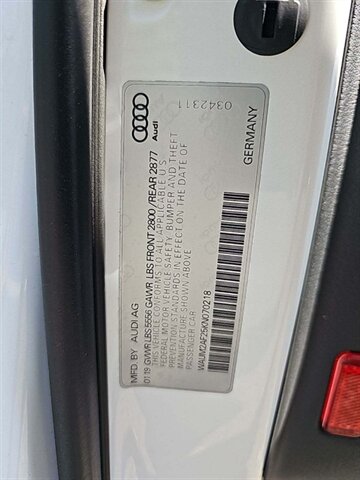 Audi
0342311
MFD. BY AUDI AG
GERMANY
01 19 GVWR LBS 5556 GAWR LBS FRONT 2800 / REAR 2877
THIS VEHICLE CONFORMS TO ALL APPLICABLE U'S
FEDERAL MOTOR VEHICLE SAFETY, BUMPER AND THEFT
PREVENTION STANDARDS IN EFFECT ON THE DATE OF
MANUFACTURE SHOWN ABOVE
PASSENGER CAR
WAUM2AFZ5KN070218